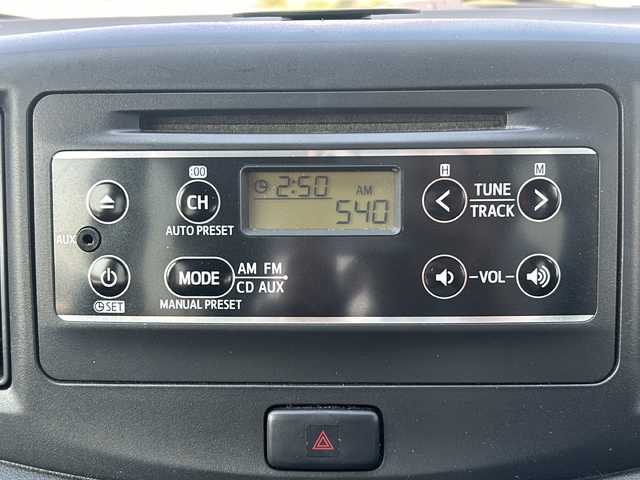 :00
CH
AUTO PRESET
AUX
SET
MODE
AM FM
CD AUX
MANUAL PRESET
2:50
AM
540
H
M
TUNE
TRACK
VOL